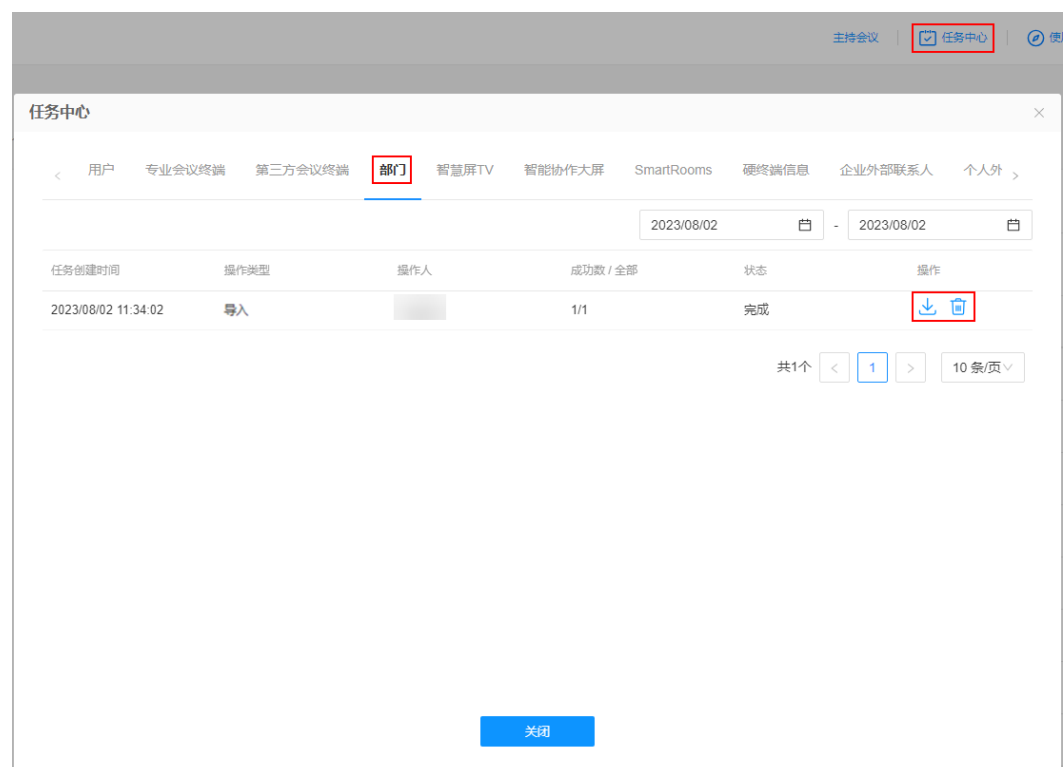 主持会议 任务中心
任务中心
用户 专业会议终端 第三方会议终端 部门 智慧屏TV 智能协作大屏 SmartRooms 硬终端信息 企业外部联系人 个人外
2023/08/02 - 2023/08/02
任务创建时间 操作类型 操作人 成功数 / 全部 状态 操作
2023/08/02 11:34:02 导入 1/1 完成
共1个 < 1 > 10 条/页
关闭